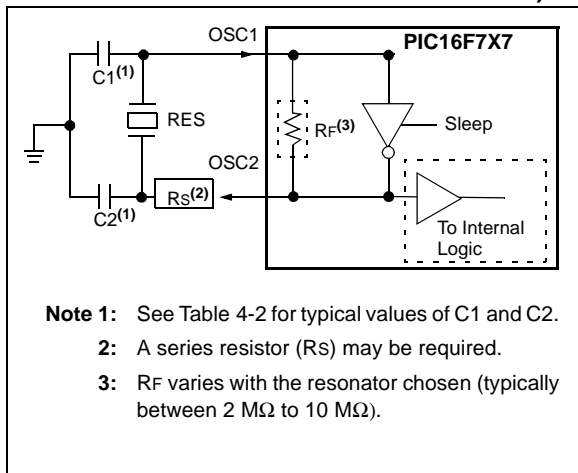 OSC1
PIC16F7X7
C1(1)
RES
RF(3)
Sleep
OSC2
C2(1)
RS(2)
To Internal
Logic
Note 1: See Table 4-2 for typical values of C1 and C2.
2: A series resistor (RS) may be required.
3: RF varies with the resonator chosen (typically
between 2 MΩ to 10 MΩ).